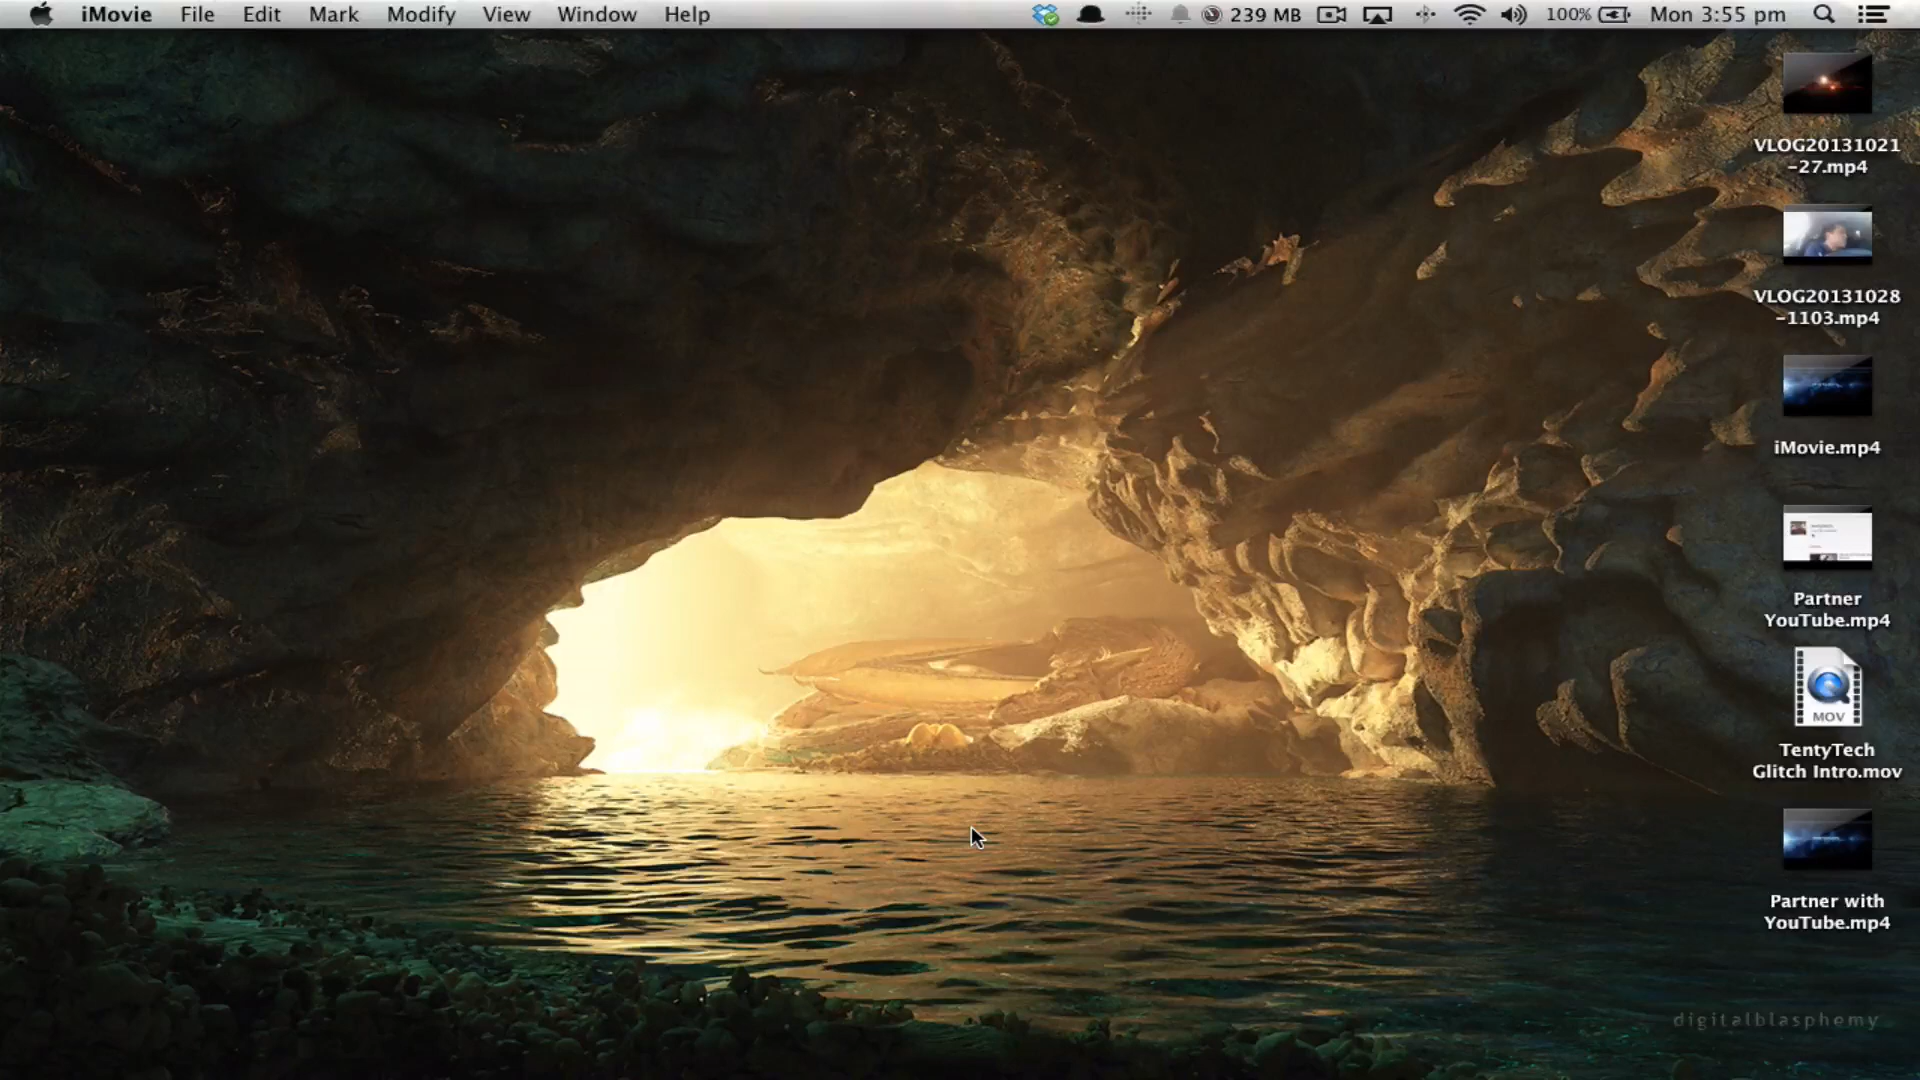 iMovie File Edit Mark Modify View Window Help 239 MB 100% Mon 3:55 pm
VLOG20131021
-27.mp4
VLOG20131028
-1103.mp4
iMovie.mp4
Partner
YouTube.mp4
MOV
TentyTech
Glitch Intro.mov
Partner with
YouTube.mp4
digitalblasphemy